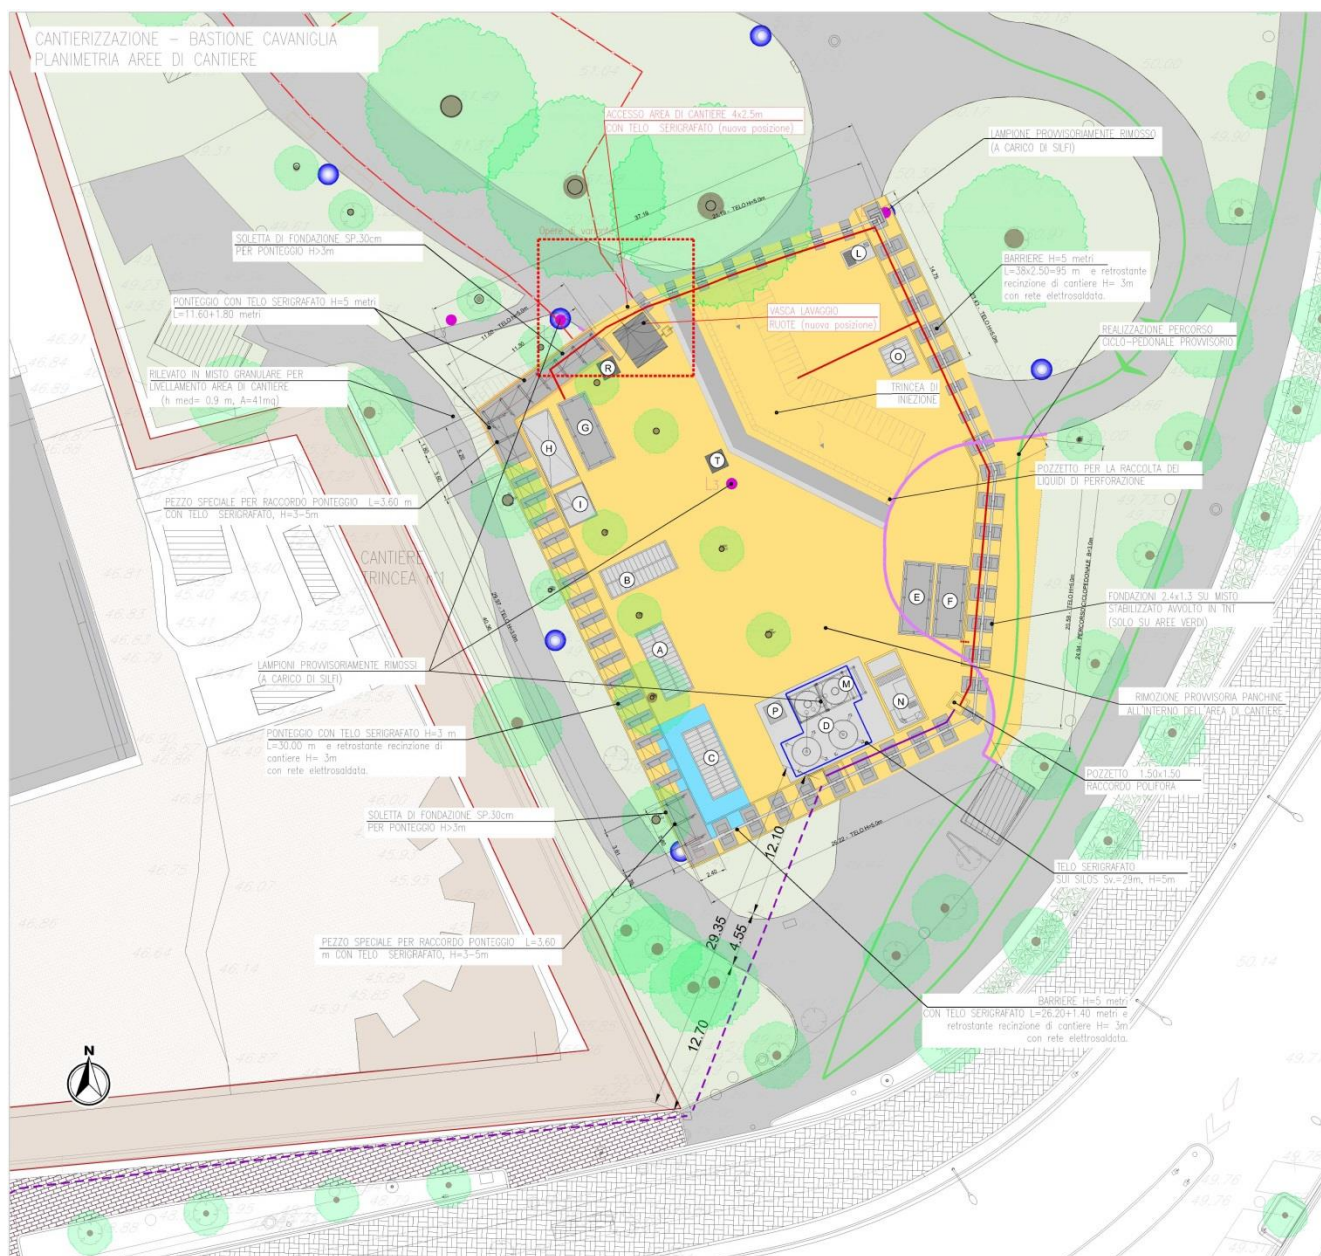 CANTIERIZZAZIONE – BASTIONE CAVANIGLIA
PLANIMETRIA AREE DI CANTIERE
ACCESSO AREA DI CANTIERE 4x2.5m
CON TELO SERIGRAFATO (nuova posizione)
LAMPIONE PROVVISORIAMENTE RIMOSSO
(A CARICO DI SILFI)
SOLETTA DI FONDAZIONE SP.30cm
PER PONTEGGIO H>3m
Opere di variante
BARRIERE H=5 metri
L=38x2.50=95 m e retrostante
recinzione di cantiere H= 3m
con rete elettrosaldata.
PONTEGGIO CON TELO SERIGRAFATO H=5 metri
L=11.60+1.80 metri
VASCA LAVAGGIO
RUOTE (nuova posizione)
REALIZZAZIONE PERCORSO
CICLO-PEDONALE PROVVISORIO
RILEVATO IN MISTO GRANULARE PER
LIVELLAMENTO AREA DI CANTIERE
(h med= 0.9 m, A=41mq)
TRINCEA DI
INIEZIONE
POZZETTO PER LA RACCOLTA DEI
LIQUIDI DI PERFORAZIONE
PEZZO SPECIALE PER RACCORDO PONTEGGIO L=3.60 m
CON TELO SERIGRAFATO, H=3-5m
CANTIERE
TRINCEA n°1
FONDAZIONI 2.4x1.3 SU MISTO
STABILIZZATO AVVOLTO IN TNT
(SOLO SU AREE VERDI)
LAMPIONI PROVVISORIAMENTE RIMOSSI
(A CARICO DI SILFI)
RIMOZIONE PROVVISORIA PANCHINE
ALL'INTERNO DELL'AREA DI CANTIERE
PONTEGGIO CON TELO SERIGRAFATO H=3 m
L=30.00 m e retrostante recinzione di
cantiere H= 3m
con rete elettrosaldata.
POZZETTO 1.50x1.50
RACCORDO POLIFORA
SOLETTA DI FONDAZIONE SP.30cm
PER PONTEGGIO H>3m
TELO SERIGRAFATO
SUI SILOS Sv.=29m, H=5m
PEZZO SPECIALE PER RACCORDO PONTEGGIO L=3.60
m CON TELO SERIGRAFATO, H=3-5m
BARRIERE H=5 metri
CON TELO SERIGRAFATO L=26.20+1.40 metri e
retrostante recinzione di cantiere H= 3m
con rete elettrosaldata.
L
O
R
G
H
I
T
L3
B
A
E
F
M
P
D
N
C
12.10
29.35
4.55
12.70
37.19
14.79
2.40
N